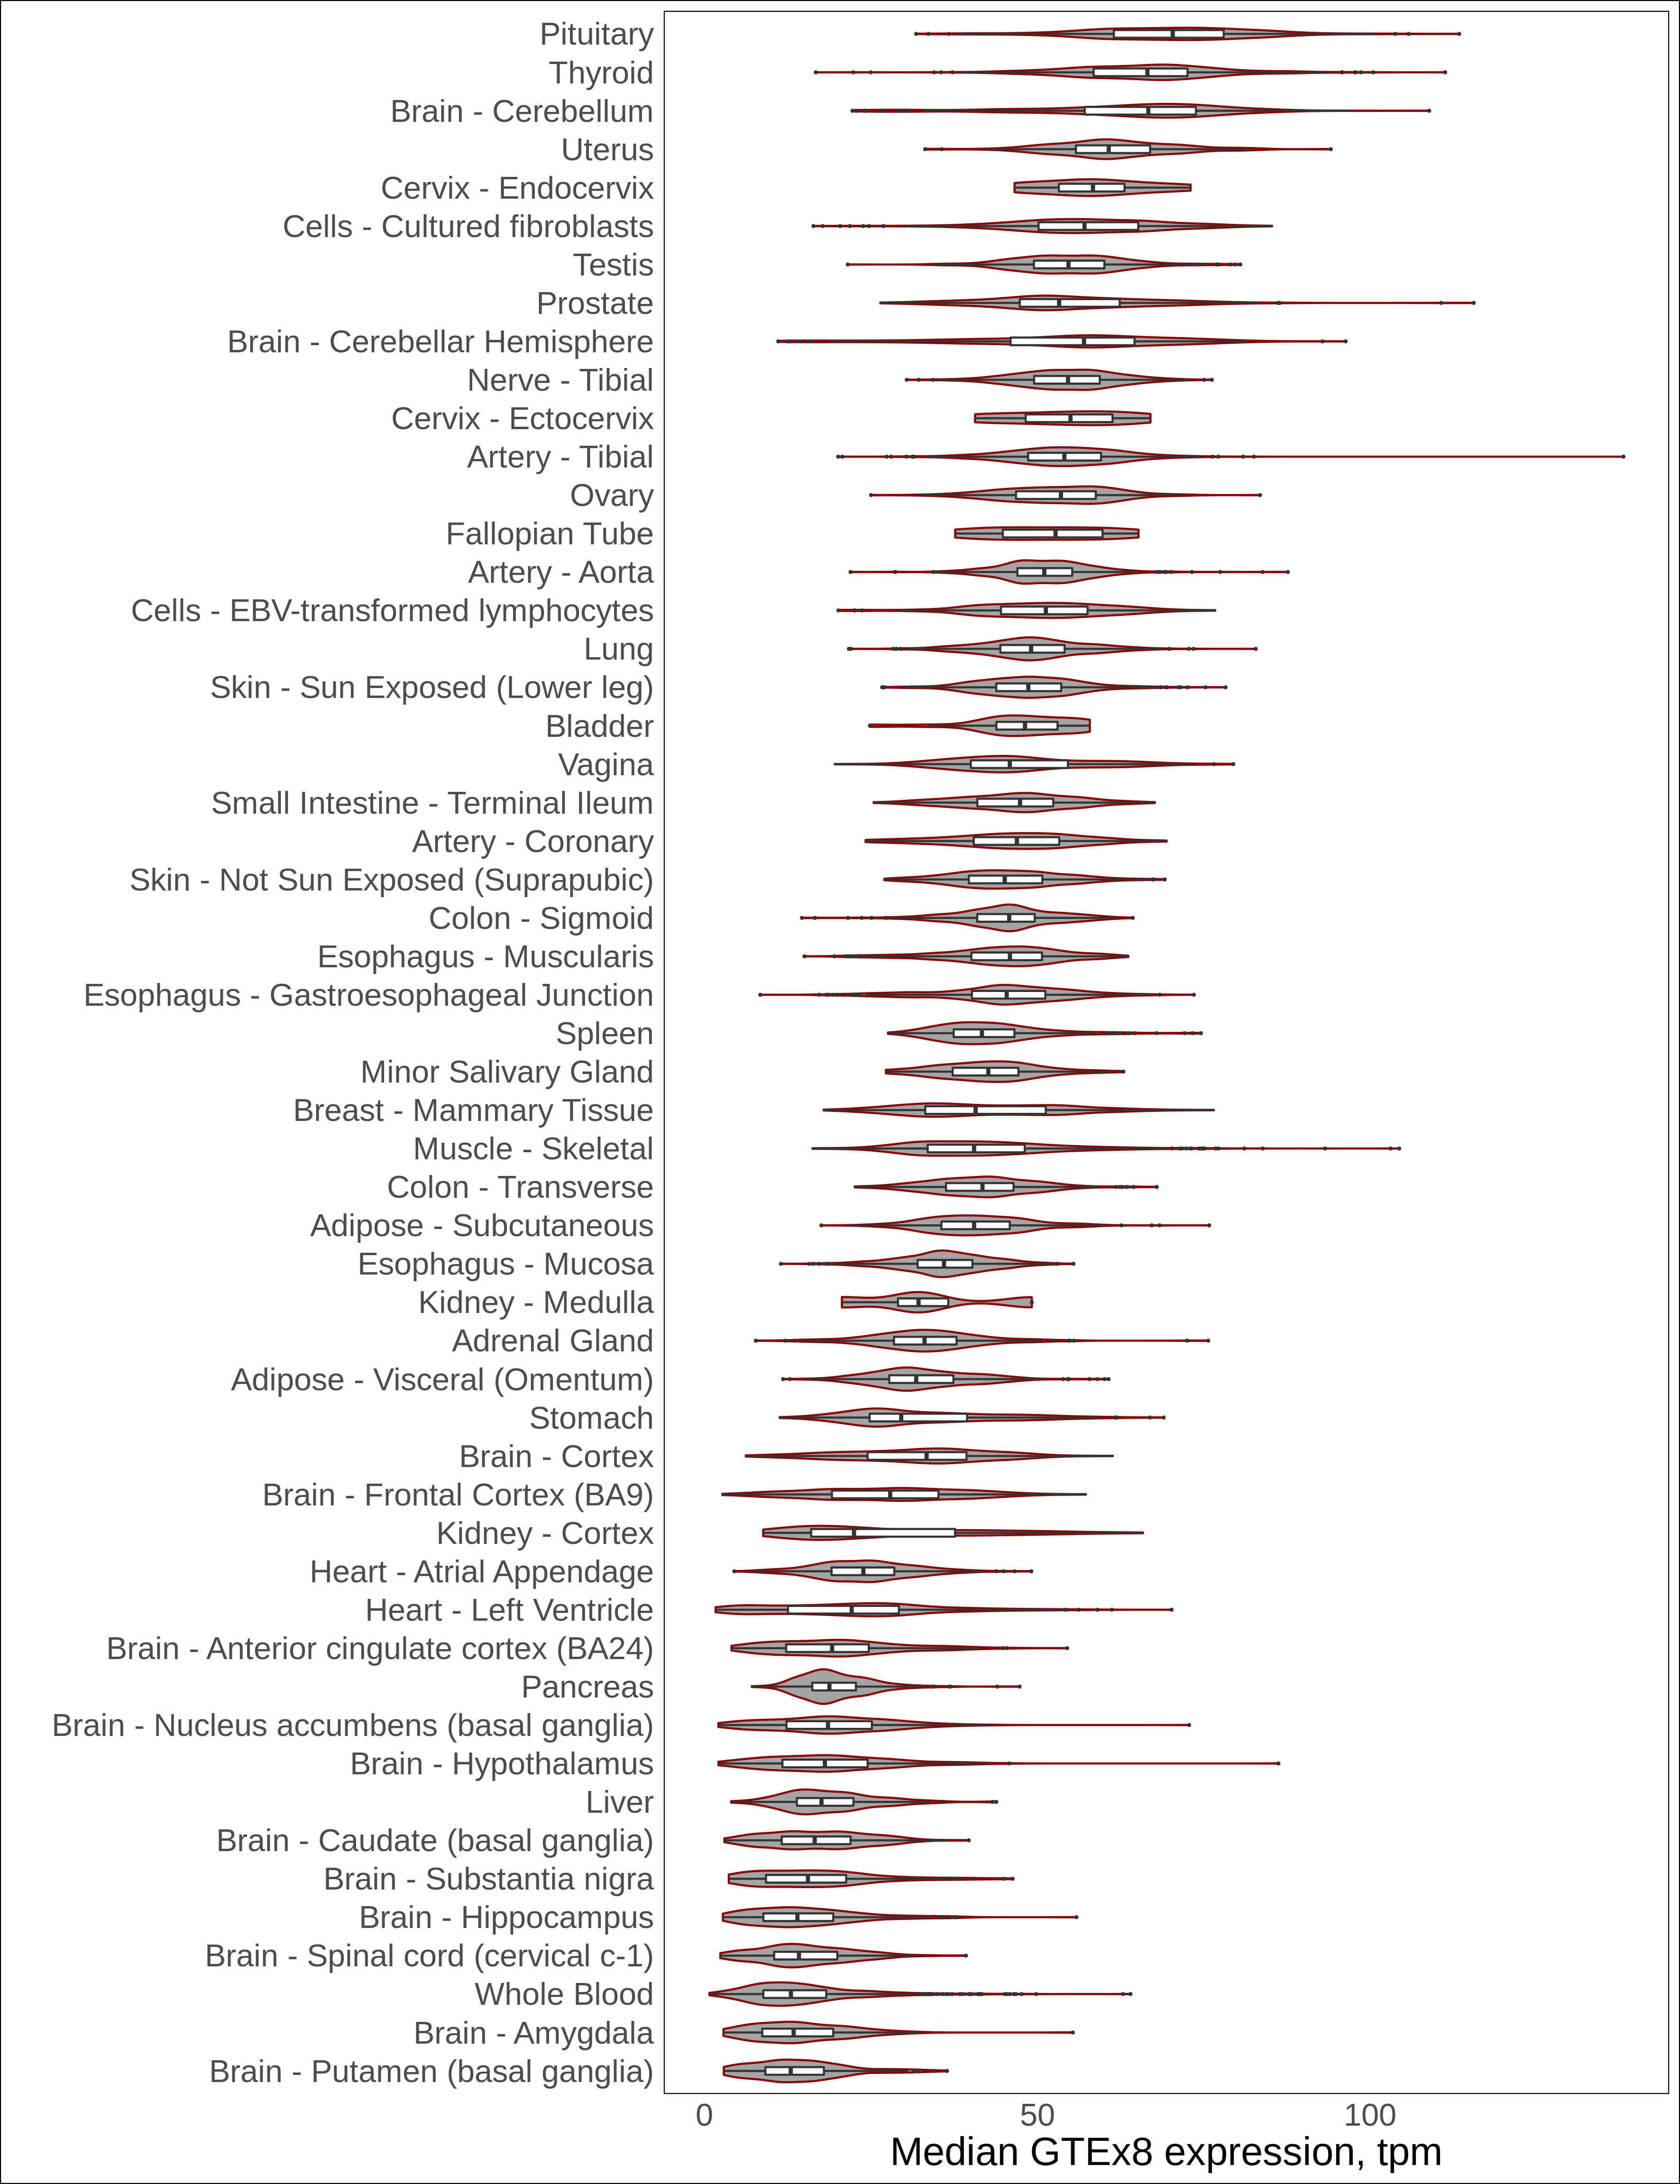 Pituitary
Thyroid
Brain - Cerebellum
Uterus
Cervix - Endocervix
Cells - Cultured fibroblasts
Testis
Prostate
Brain - Cerebellar Hemisphere
Nerve - Tibial
Cervix - Ectocervix
Artery - Tibial
Ovary
Fallopian Tube
Artery - Aorta
Cells - EBV-transformed lymphocytes
Lung
Skin - Sun Exposed (Lower leg)
Bladder
Vagina
Small Intestine - Terminal Ileum
Artery - Coronary
Skin - Not Sun Exposed (Suprapubic)
Colon - Sigmoid
Esophagus - Muscularis
Esophagus - Gastroesophageal Junction
Spleen
Minor Salivary Gland
Breast - Mammary Tissue
Muscle - Skeletal
Colon - Transverse
Adipose - Subcutaneous
Esophagus - Mucosa
Kidney - Medulla
Adrenal Gland
Adipose - Visceral (Omentum)
Stomach
Brain - Cortex
Brain - Frontal Cortex (BA9)
Kidney - Cortex
Heart - Atrial Appendage
Heart - Left Ventricle
Brain - Anterior cingulate cortex (BA24)
Pancreas
Brain - Nucleus accumbens (basal ganglia)
Brain - Hypothalamus
Liver
Brain - Caudate (basal ganglia)
Brain - Substantia nigra
Brain - Hippocampus
Brain - Spinal cord (cervical c-1)
Whole Blood
Brain - Amygdala
Brain - Putamen (basal ganglia)
0 50 100
Median GTEx8 expression, tpm